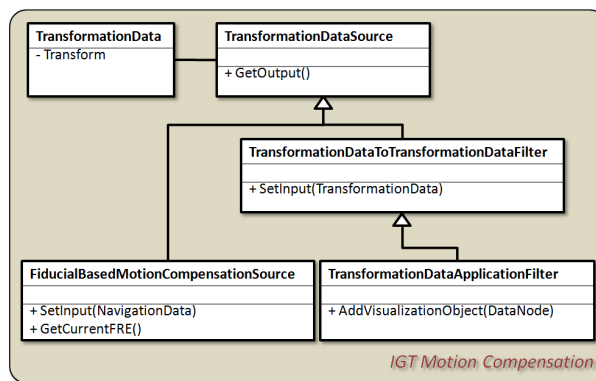 TransformationData
- Transform
TransformationDataSource
+ GetOutput()
TransformationDataToTransformationDataFilter
+ SetInput(TransformationData)
FiducialBasedMotionCompensationSource
+ SetInput(NavigationData)
+ GetCurrentFRE()
TransformationDataApplicationFilter
+ AddVisualizationObject(DataNode)
IGT Motion Compensation